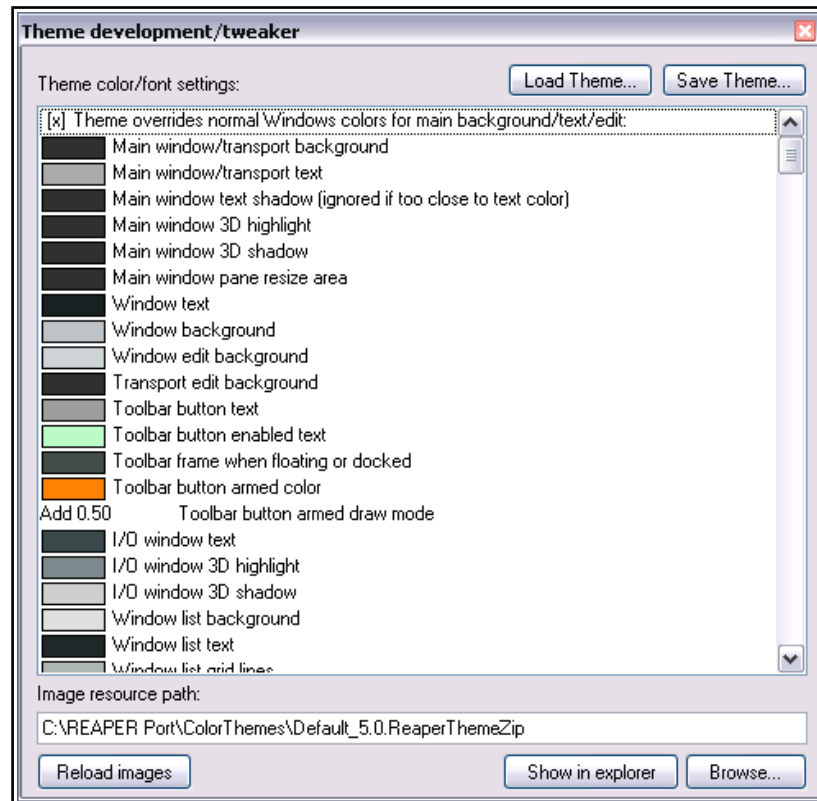 Theme development/tweaker
Theme color/font settings:
Load Theme...
Save Theme...
[x] Theme overrides normal Windows colors for main background/text/edit:
Main window/transport background
Main window/transport text
Main window text shadow (ignored if too close to text color)
Main window 3D highlight
Main window 3D shadow
Main window pane resize area
Window text
Window background
Window edit background
Transport edit background
Toolbar button text
Toolbar button enabled text
Toolbar frame when floating or docked
Toolbar button armed color
Add 0.50 Toolbar button armed draw mode
I/O window text
I/O window 3D highlight
I/O window 3D shadow
Window list background
Window list text
Window list grid lines
Image resource path:
C:\REAPER Port\ColorThemes\Default_5.0.ReaperThemeZip
Reload images
Show in explorer
Browse...